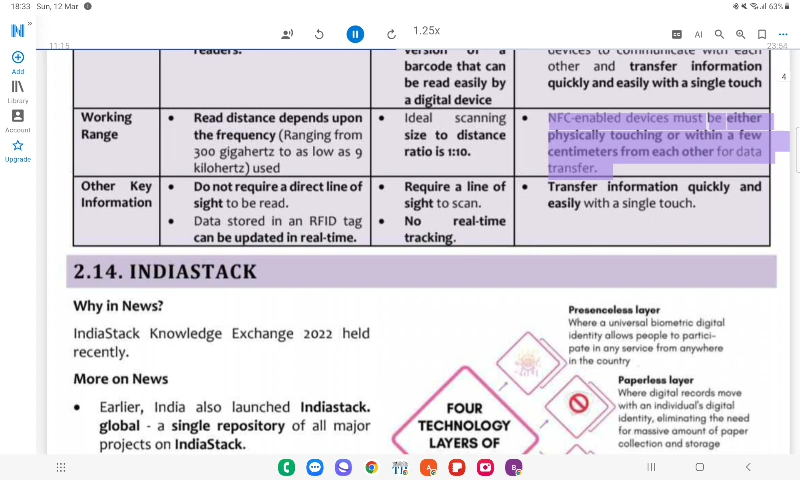 18:33 Sun, 12 Mar
63%
1.25x
AI
11:15
23:54
4
Add
Library
Account
Upgrade
readers.
version of a
barcode that can
be read easily by
a digital device
devices to communicate with each
other and transfer information
quickly and easily with a single touch
Working
Range
• Read distance depends upon
the frequency (Ranging from
300 gigahertz to as low as 9
kilohertz) used
• Ideal scanning
size to distance
ratio is 1:10.
• NFC-enabled devices must be either
physically touching or within a few
centimeters from each other for data
transfer.
Other Key
Information
• Do not require a direct line of
sight to be read.
• Data stored in an RFID tag
can be updated in real-time.
• Require a line of
sight to scan.
• No real-time
tracking.
• Transfer information quickly and
easily with a single touch.
2.14. INDIASTACK
Why in News?
IndiaStack Knowledge Exchange 2022 held
recently.
More on News
• Earlier, India also launched Indiastack.
global - a single repository of all major
projects on IndiaStack.
FOUR
TECHNOLOGY
LAYERS OF
Presenceless layer
Where a universal biometric digital
identity allows people to partici-
pate in any service from anywhere
in the country
Paperless layer
Where digital records move
with an individual's digital
identity, eliminating the need
for massive amount of paper
collection and storage